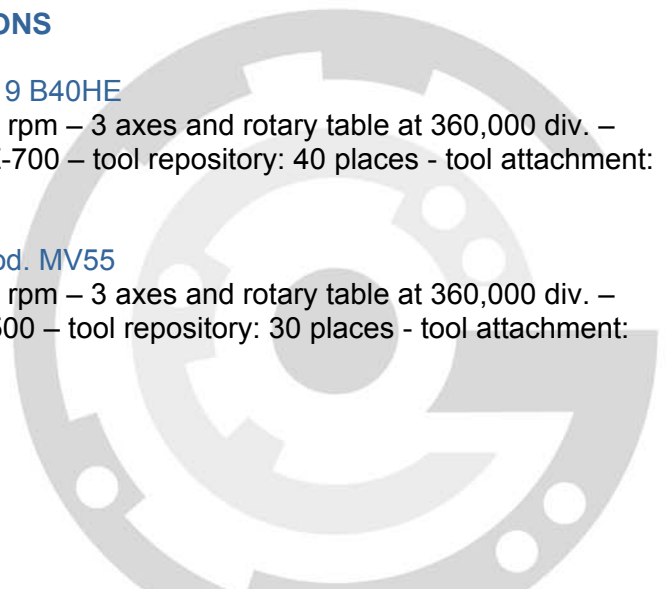 ONS
9 B40HE
rpm – 3 axes and rotary table at 360,000 div. –
-700 – tool repository: 40 places - tool attachment:
od. MV55
rpm – 3 axes and rotary table at 360,000 div. –
500 – tool repository: 30 places - tool attachment: